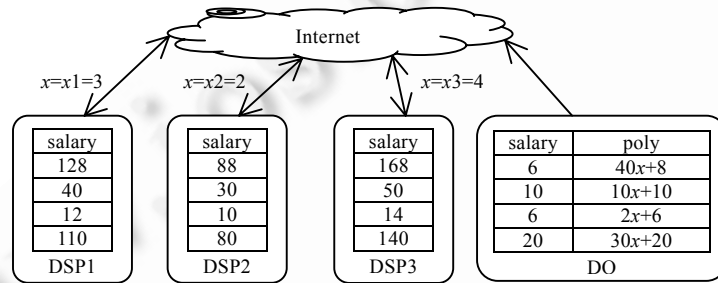 Internet
x=x1=3
x=x2=2
x=x3=4
salary
128
40
12
110
DSP1
salary
88
30
10
80
DSP2
salary
168
50
14
140
DSP3
salary poly
6 40x+8
10 10x+10
6 2x+6
20 30x+20
DO